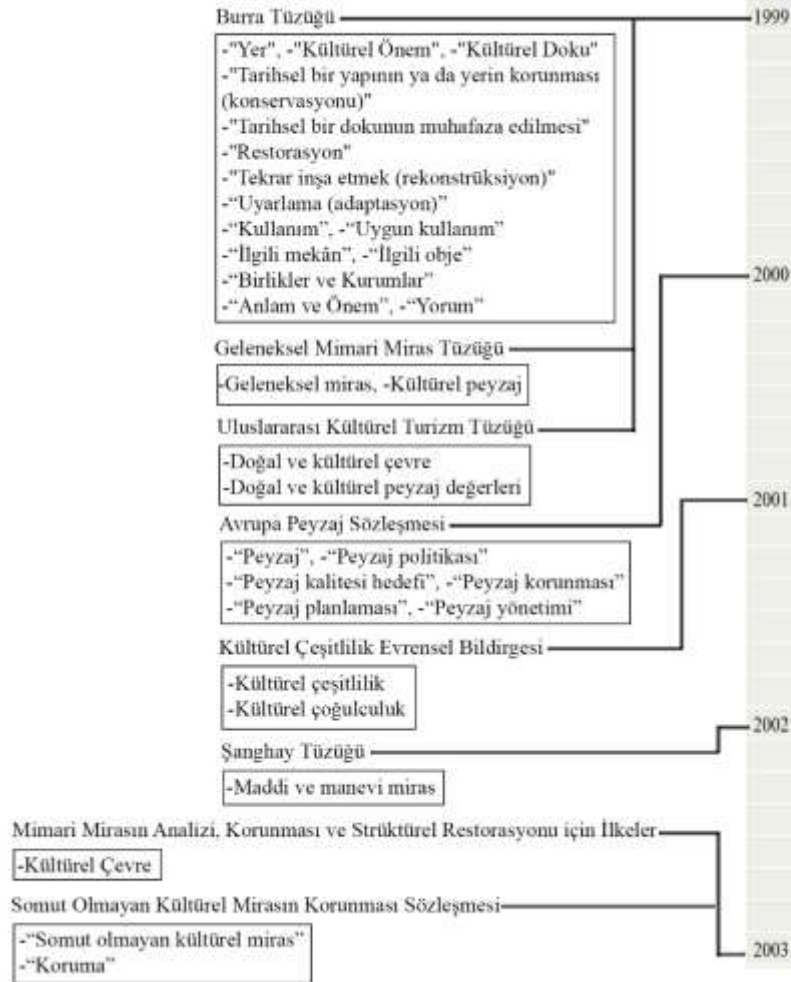 Burra Tüzüğü
1999
-"Yer", -"Kültürel Önem", -"Kültürel Doku"
-"Tarihsel bir yapının ya da yerin korunması
(konservasyonu)"
-"Tarihsel bir dokunun muhafaza edilmesi"
-"Restorasyon"
-"Tekrar inşa etmek (rekonstrüksiyon)"
-“Uyarlama (adaptasyon)”
-“Kullanım”, -“Uygun kullanım”
-“İlgili mekân”, -“İlgili obje”
-“Birlikler ve Kurumlar”
-“Anlam ve Önem”, -“Yorum”
2000
Geleneksel Mimari Miras Tüzüğü
-Geleneksel miras, -Kültürel peyzaj
Uluslararası Kültürel Turizm Tüzüğü
-Doğal ve kültürel çevre
-Doğal ve kültürel peyzaj değerleri
2001
Avrupa Peyzaj Sözleşmesi
-“Peyzaj”, -“Peyzaj politikası”
-“Peyzaj kalitesi hedefi”, -“Peyzaj korunması”
-“Peyzaj planlaması”, -“Peyzaj yönetimi”
Kültürel Çeşitlilik Evrensel Bildirgesi
-Kültürel çeşitlilik
-Kültürel çoğulculuk
2002
Şanghay Tüzüğü
-Maddi ve manevi miras
Mimari Mirasın Analizi, Korunması ve Strüktürel Restorasyonu için İlkeler
-Kültürel Çevre
Somut Olmayan Kültürel Mirasın Korunması Sözleşmesi
-“Somut olmayan kültürel miras”
-“Koruma”
2003